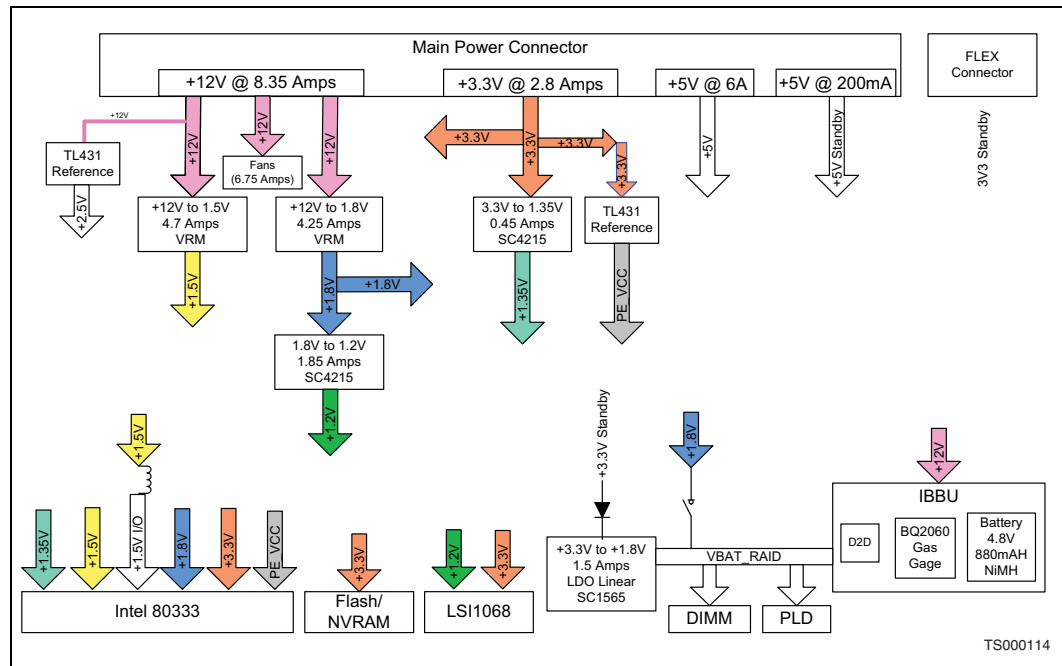 Main Power Connector
+12V @ 8.35 Amps
+3.3V @ 2.8 Amps
+5V @ 6A
+5V @ 200mA
FLEX
Connector
+12V
+12V
+12V
+12V
+3.3V
+3.3V
+3.3V
+3.3V
+5V
+5V Standby
3V3 Standby
TL431
Reference
Fans
(6.75 Amps)
+2.5V
+12V to 1.5V
4.7 Amps
VRM
+12V to 1.8V
4.25 Amps
VRM
3.3V to 1.35V
0.45 Amps
SC4215
TL431
Reference
+1.5V
+1.8V
+1.8V
+1.35V
PE_VCC
1.8V to 1.2V
1.85 Amps
SC4215
+1.2V
+1.5V
+3.3V Standby
+1.8V
+12V
+1.35V
+1.5V
+1.5V I/O
+1.8V
+3.3V
PE_VCC
+3.3V
+1.2V
+3.3V
+3.3V to +1.8V
1.5 Amps
LDO Linear
SC1565
VBAT_RAID
IBBU
D2D
BQ2060
Gas
Gage
Battery
4.8V
880mAH
NiMH
Intel 80333
Flash/
NVRAM
LSI1068
DIMM
PLD
TS000114